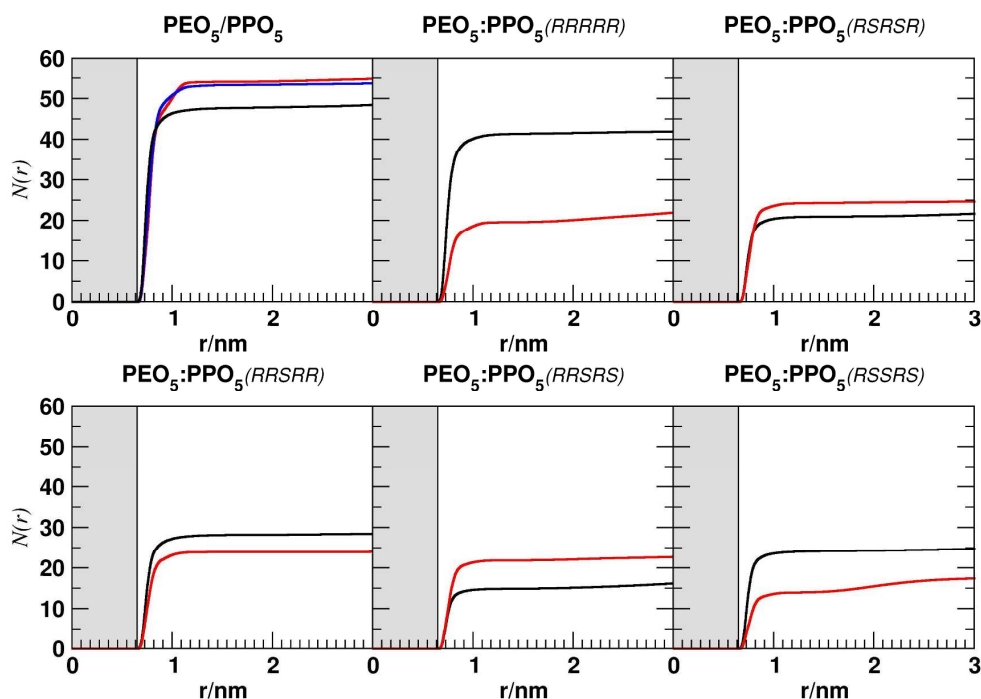 PEO5/PPO5 PEO5:PPO5(RRRRR) PEO5:PPO5(RSRSR)
60
50
40
30
20
10
0
N(r)
0 1 2 0 1 2 0 1 2 3
r/nm r/nm r/nm
PEO5:PPO5(RRSRR) PEO5:PPO5(RRSRS) PEO5:PPO5(RSSRS)
60
50
40
30
20
10
0
N(r)
0 1 2 0 1 2 0 1 2 3
r/nm r/nm r/nm